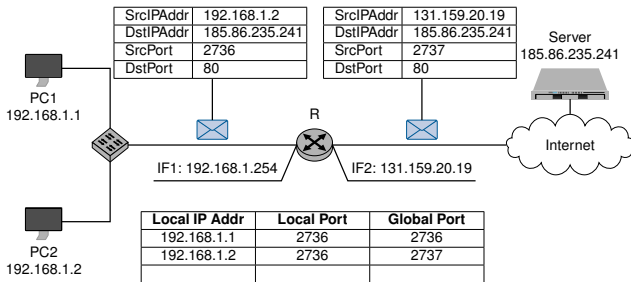 SrcIPAddr 192.168.1.2
DstIPAddr 185.86.235.241
SrcPort 2736
DstPort 80
SrcIPAddr 131.159.20.19
DstIPAddr 185.86.235.241
SrcPort 2737
DstPort 80
Server
185.86.235.241
PC1
192.168.1.1
R
Internet
IF1: 192.168.1.254
IF2: 131.159.20.19
PC2
192.168.1.2
Local IP Addr Local Port Global Port
192.168.1.1 2736 2736
192.168.1.2 2736 2737